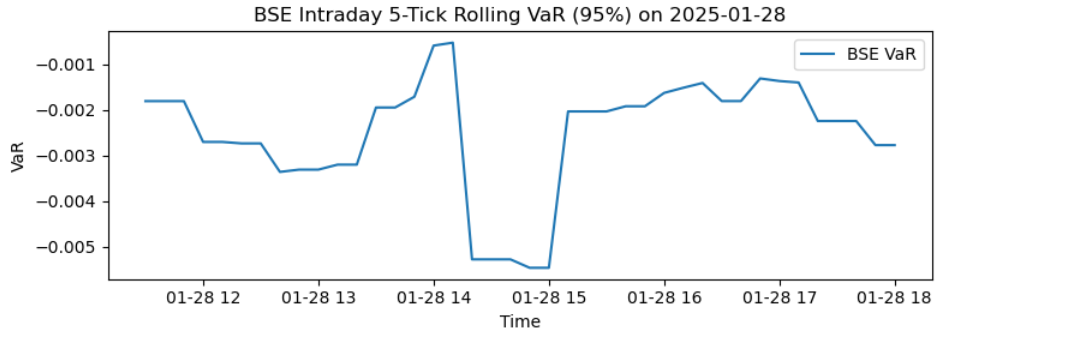 BSE Intraday 5-Tick Rolling VaR (95%) on 2025-01-28
BSE VaR
−0.001
−0.002
−0.003
−0.004
−0.005
VaR
01-28 12 01-28 13 01-28 14 01-28 15 01-28 16 01-28 17 01-28 18
Time